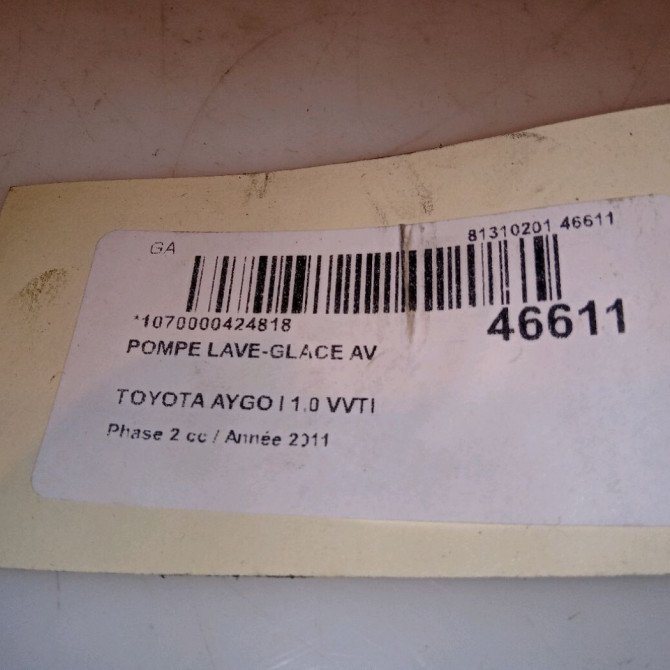 GA
81310201 46611
*1070000424818
46611
POMPE LAVE-GLACE AV
TOYOTA AYGO I 1.0 VVTI
Phase 2 cc / Année 2011